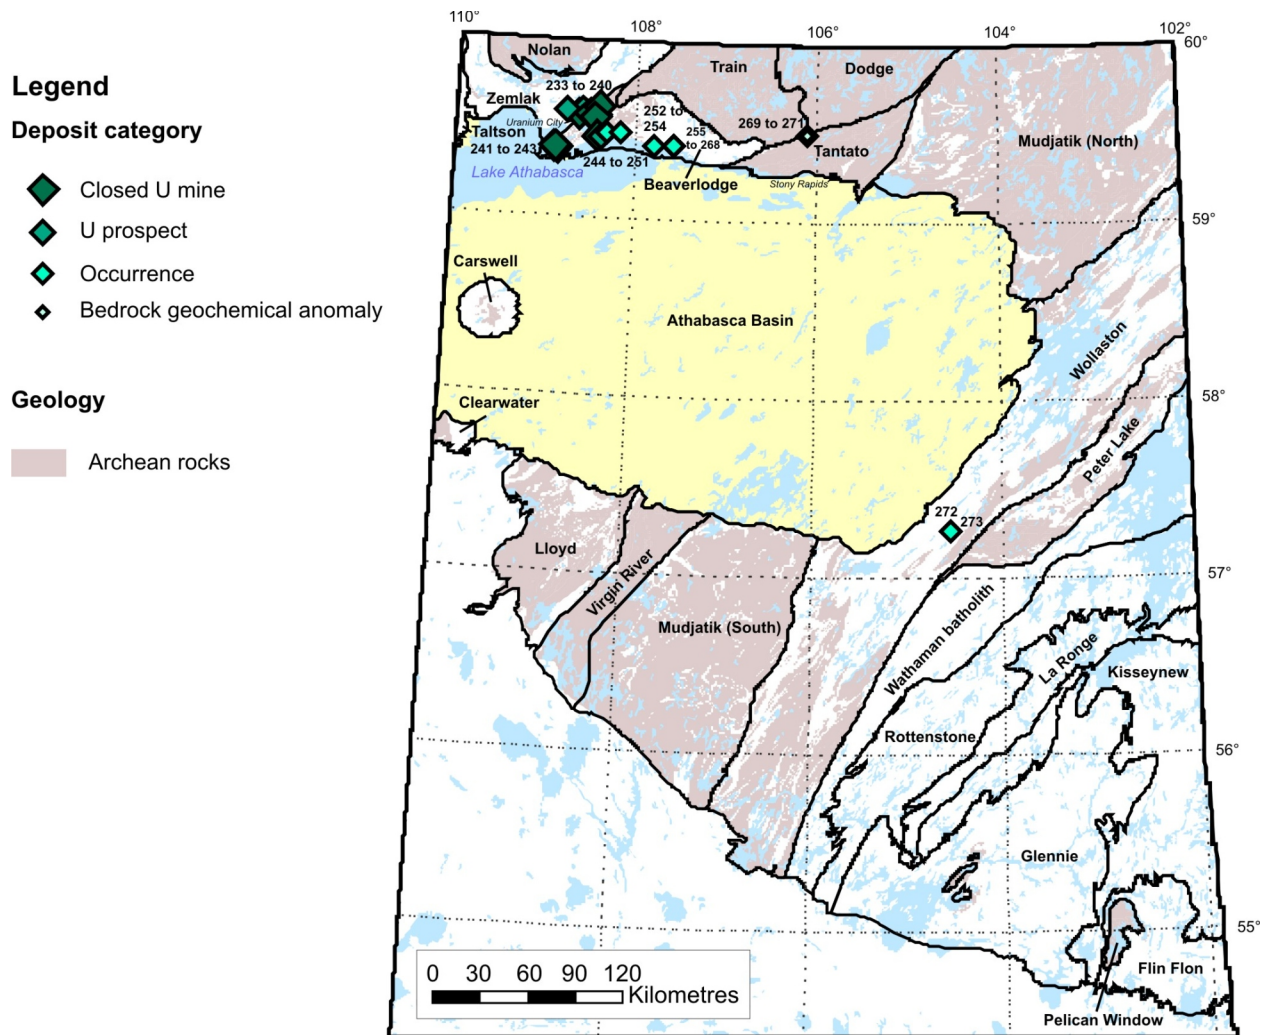 110°
108°
106°
104°
102°
60°
Legend
Deposit category
Closed U mine
U prospect
Occurrence
Bedrock geochemical anomaly
Geology
Archean rocks
Nolan
Train
Dodge
233 to 240
Zemlak
Uranium City
252 to
254
255
to 268
269 to 271
Taltson
241 to 243
244 to 251
Tantato
Mudjatik (North)
Lake Athabasca
Beaverlodge
Stony Rapids
59°
Carswell
Athabasca Basin
Wollaston
58°
Clearwater
Peter Lake
272
273
Lloyd
Virgin River
57°
Mudjatik (South)
Wathaman batholith
La Ronge
Kisseynew
Rottenstone
56°
Glennie
55°
Flin Flon
Pelican Window
0 30 60 90 120
Kilometres